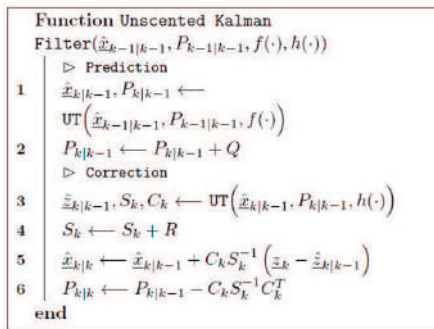 Function Unscented Kalman
Filter(x̂_{k−1|k−1}, P_{k−1|k−1}, f(·), h(·))
▷ Prediction
1 x̂_{k|k−1}, P_{k|k−1} ⟵
UT(x̂_{k−1|k−1}, P_{k−1|k−1}, f(·))
2 P_{k|k−1} ⟵ P_{k|k−1} + Q
▷ Correction
3 ẑ_{k|k−1}, S_k, C_k ⟵ UT(x̂_{k|k−1}, P_{k|k−1}, h(·))
4 S_k ⟵ S_k + R
5 x̂_{k|k} ⟵ x̂_{k|k−1} + C_k S_k^{−1} (z_k − ẑ_{k|k−1})
6 P_{k|k} ⟵ P_{k|k−1} − C_k S_k^{−1} C_k^T
end